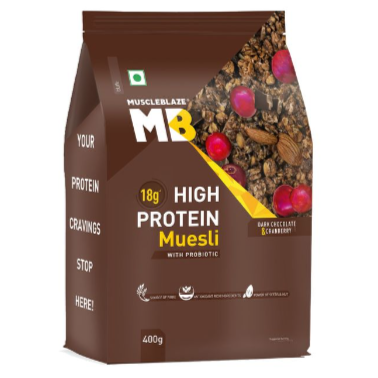 MUSCLEBLAZE
MB
18g HIGH
PROTEIN
Muesli
WITH PROBIOTIC
DARK CHOCOLATE
& CRANBERRY
YOUR
PROTEIN
CRAVINGS
STOP
HERE!
400g